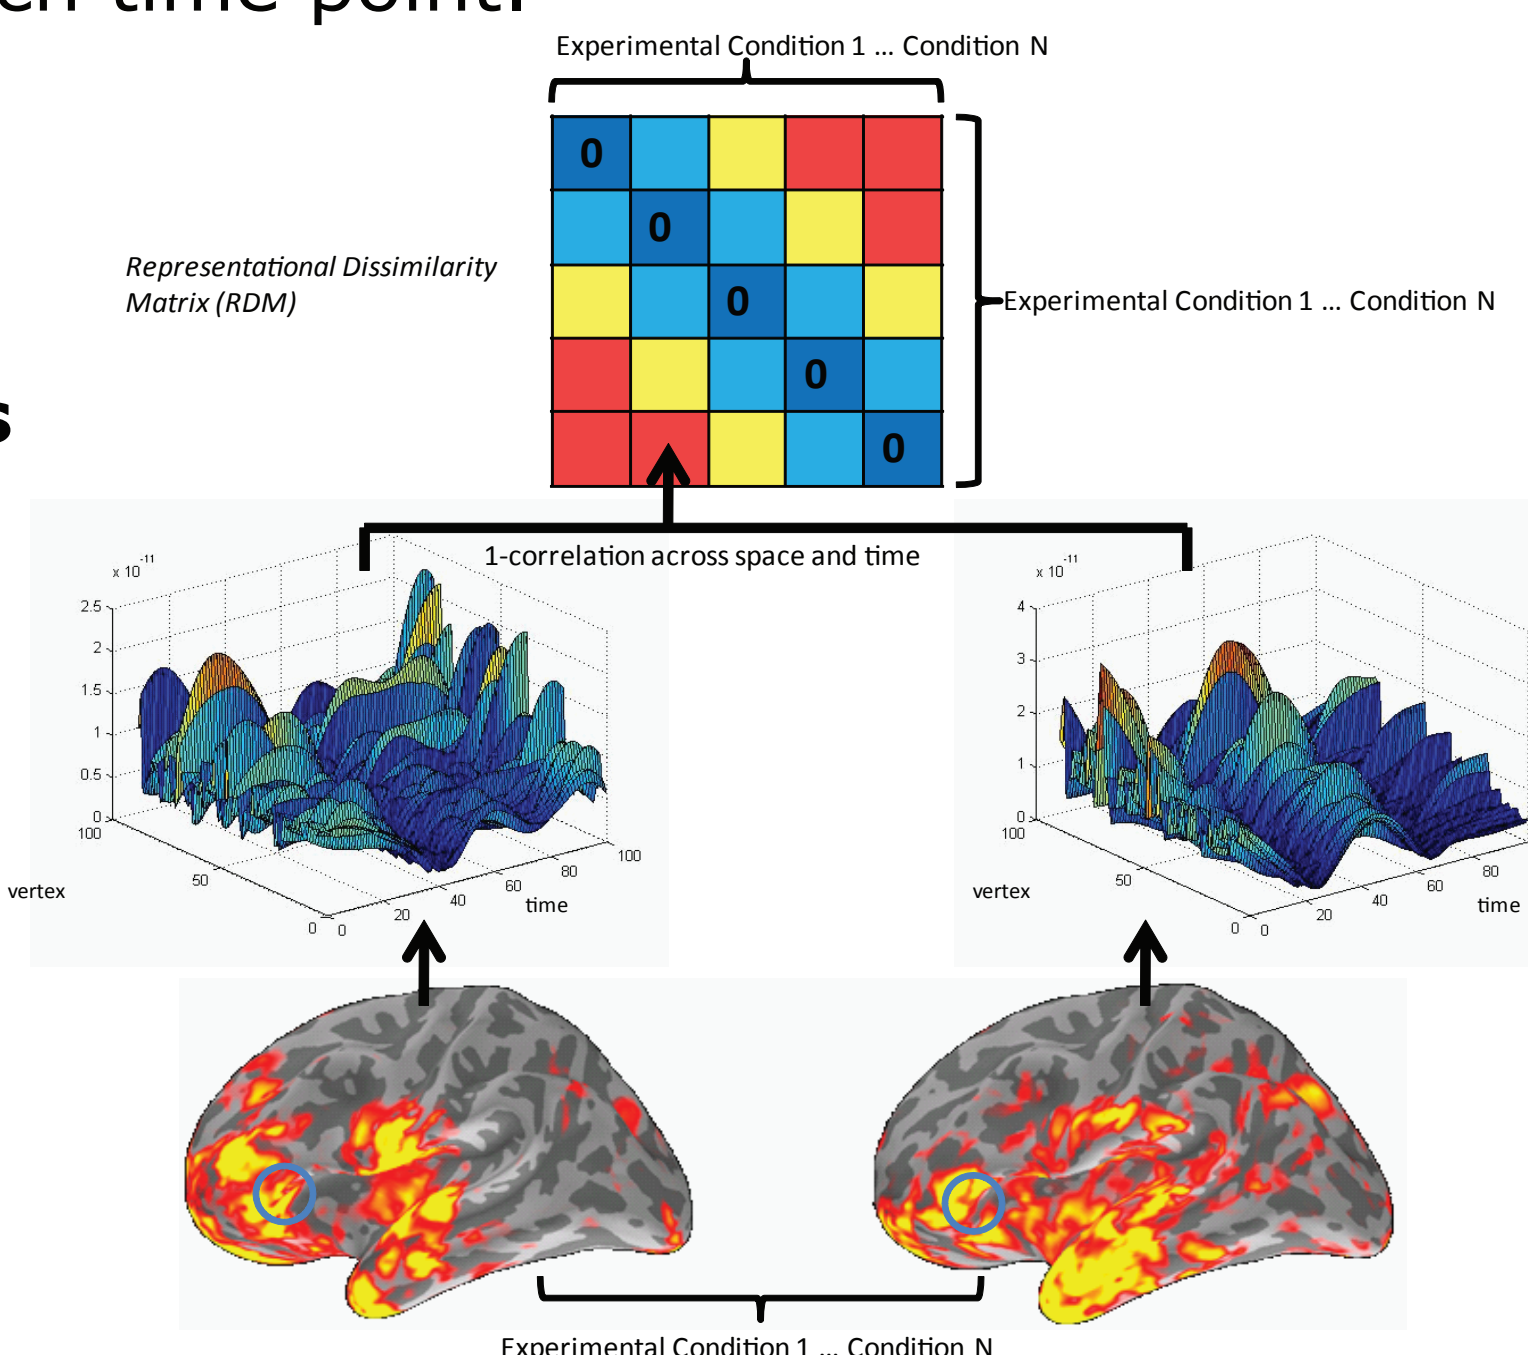 en time point.
Experimental Condition 1 ... Condition N
0
0
Representational Dissimilarity
Matrix (RDM)
0
Experimental Condition 1 ... Condition N
0
s
0
1-correlation across space and time
x 10 -11
2.5
2
1.5
1
0.5
0
100
50
0
vertex
0
20
40
60
80
100
time
x 10 -11
4
3
2
1
0
100
50
0
vertex
0
20
40
60
80
time
Experimental Condition 1 ... Condition N